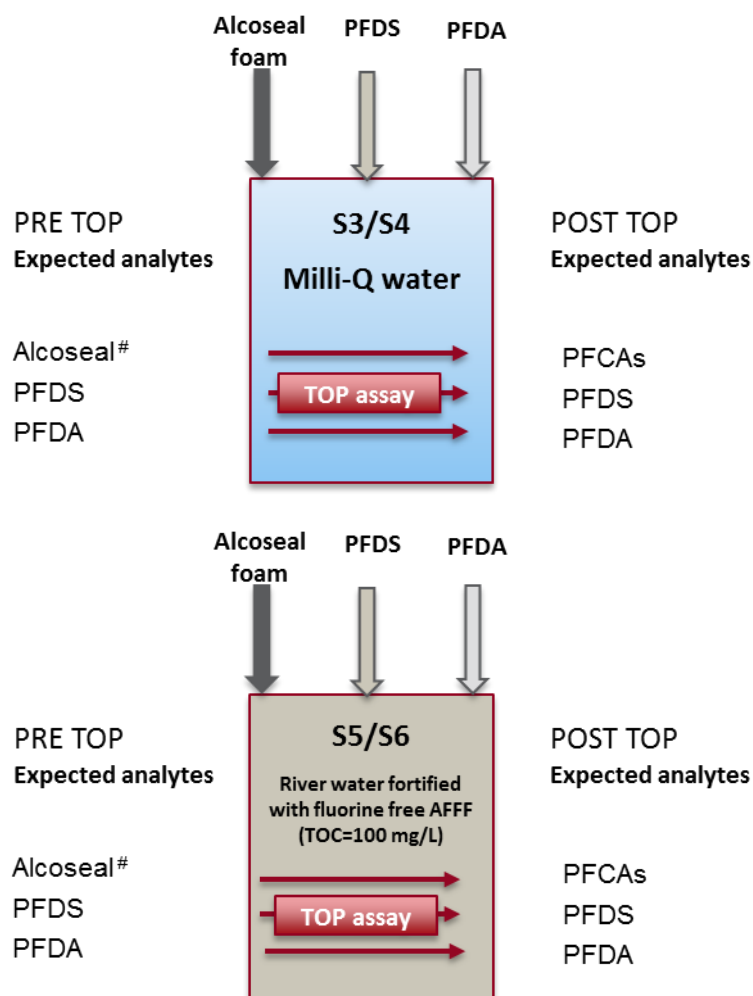 Alcoseal
foam
PFDS
PFDA
PRE TOP
Expected analytes
S3/S4
Milli-Q water
POST TOP
Expected analytes
Alcoseal#
PFDS
PFDA
TOP assay
PFCAs
PFDS
PFDA
Alcoseal
foam
PFDS
PFDA
PRE TOP
Expected analytes
S5/S6
River water fortified
with fluorine free AFFF
(TOC=100 mg/L)
POST TOP
Expected analytes
Alcoseal#
PFDS
PFDA
TOP assay
PFCAs
PFDS
PFDA